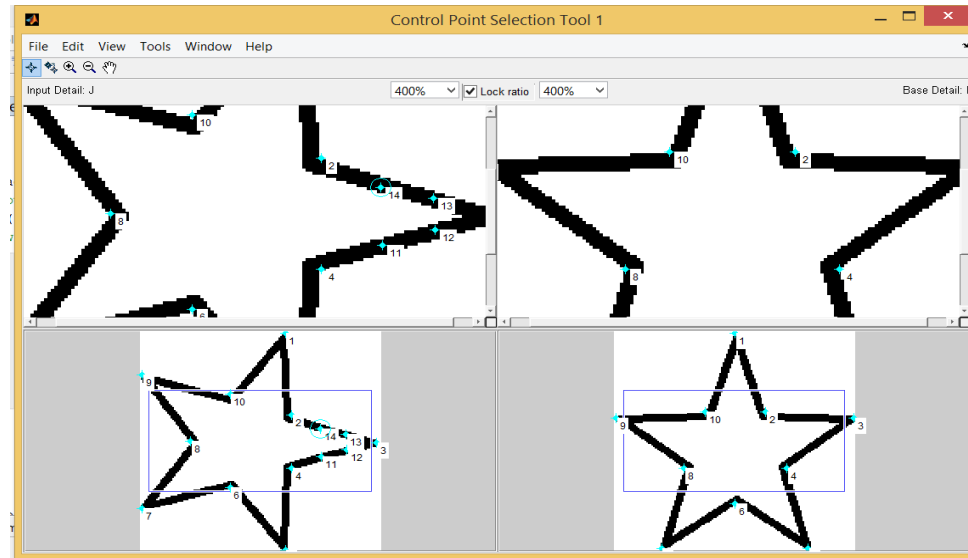 Control Point Selection Tool 1
File Edit View Tools Window Help
Input Detail: J 400% Lock ratio 400% Base Detail:
10 2 14 13 8 12 11 4 6
10 2 8 4
1 9 10 2 14 13 3 8 12 11 4 6 7
1 9 10 2 3 8 4 6